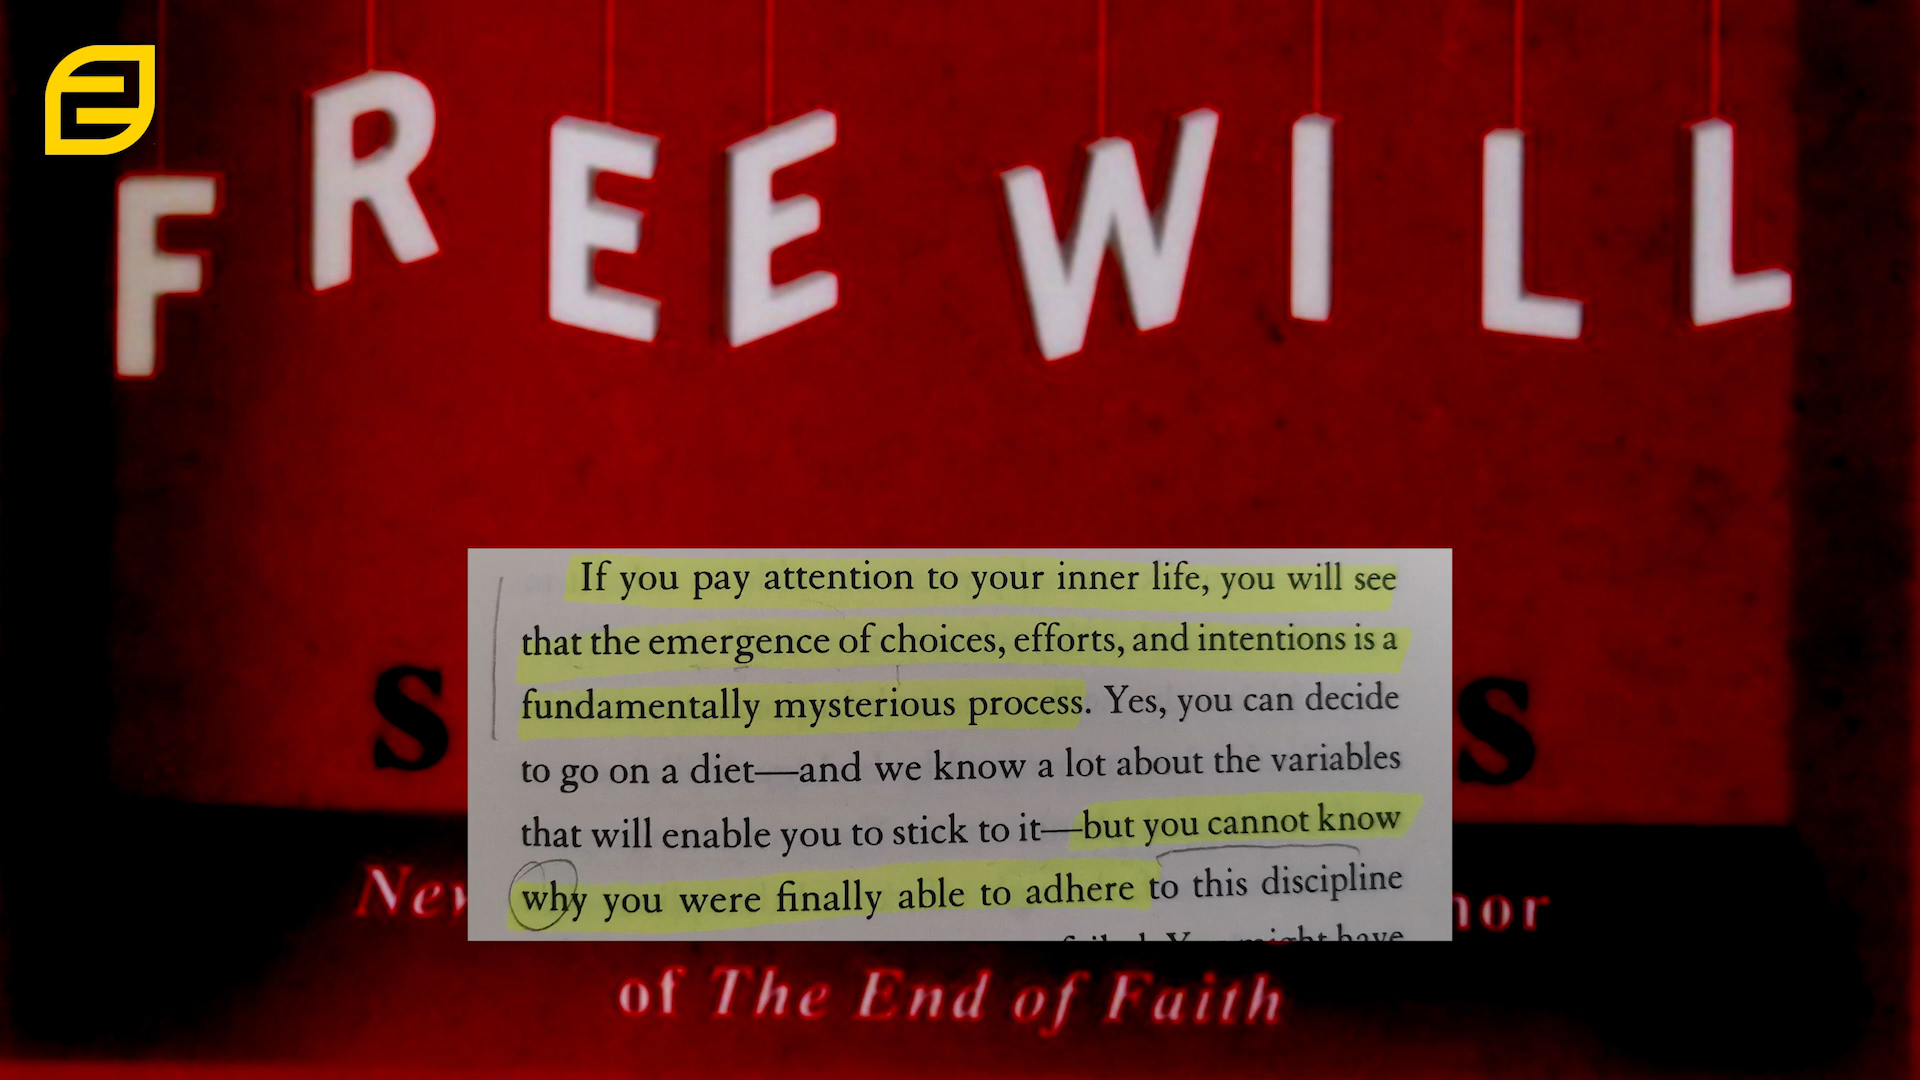 FREE WILL
If you pay attention to your inner life, you will see
that the emergence of choices, efforts, and intentions is a
fundamentally mysterious process. Yes, you can decide
to go on a diet—and we know a lot about the variables
that will enable you to stick to it—but you cannot know
why you were finally able to adhere to this discipline
might have
S S
of The End of Faith